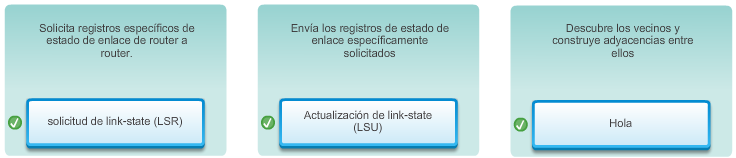 Solicita registros específicos de
estado de enlace de router a
router.
solicitud de link-state (LSR)
Envía los registros de estado de
enlace específicamente
solicitados
Actualización de link-state
(LSU)
Descubre los vecinos y
construye adyacencias entre
ellos
Hola